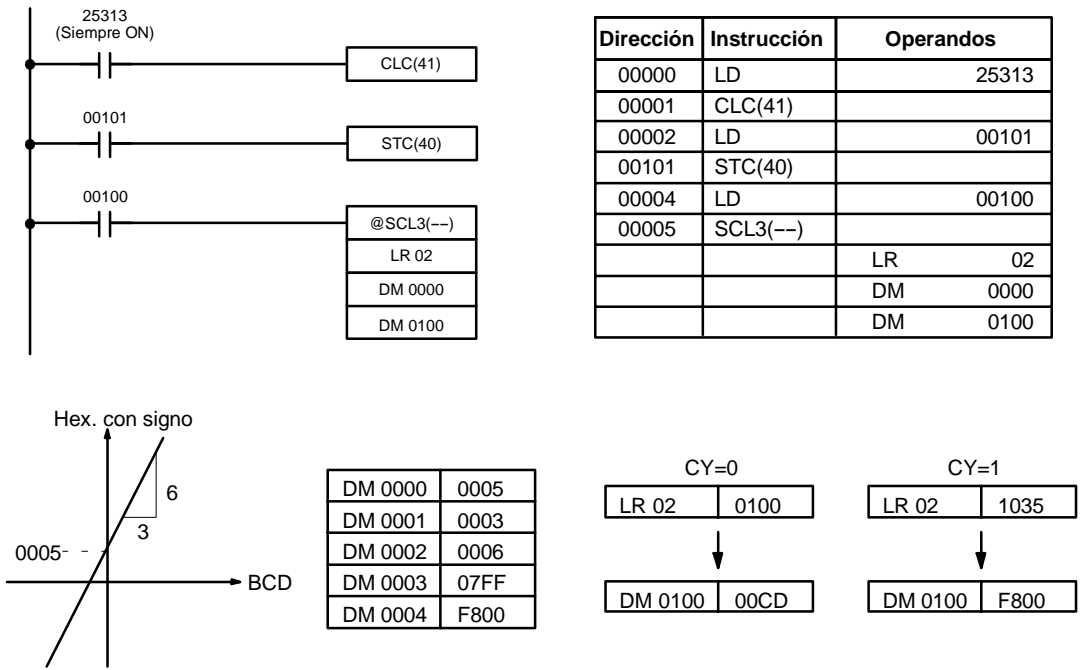 25313
(Siempre ON)
CLC(41)
00101
STC(40)
00100
@SCL3(––)
LR 02
DM 0000
DM 0100
Dirección Instrucción Operandos
00000 LD 25313
00001 CLC(41)
00002 LD 00101
00101 STC(40)
00004 LD 00100
00005 SCL3(––)
LR 02
DM 0000
DM 0100
Hex. con signo
6
3
0005
BCD
DM 0000 0005
DM 0001 0003
DM 0002 0006
DM 0003 07FF
DM 0004 F800
CY=0
LR 02 0100
DM 0100 00CD
CY=1
LR 02 1035
DM 0100 F800